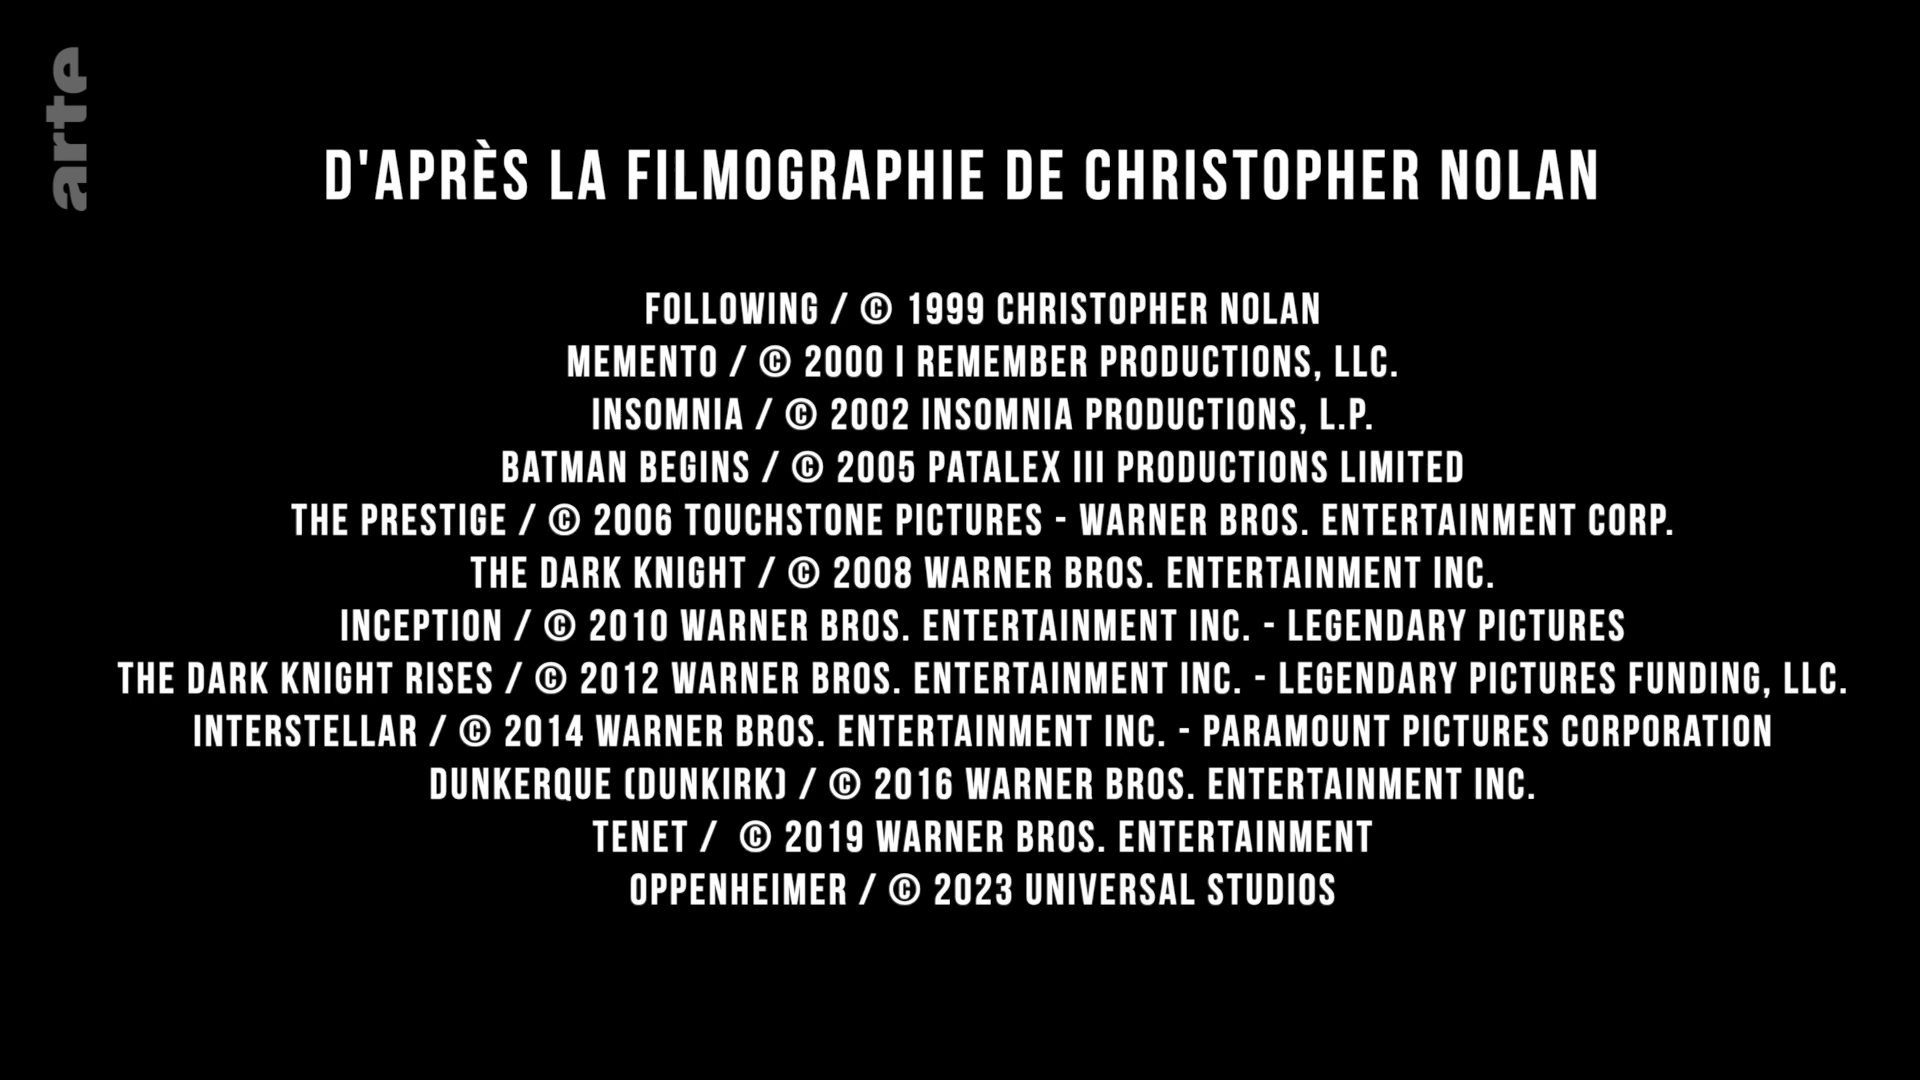 arte
D'APRÈS LA FILMOGRAPHIE DE CHRISTOPHER NOLAN
FOLLOWING / © 1999 CHRISTOPHER NOLAN
MEMENTO / © 2000 I REMEMBER PRODUCTIONS, LLC.
INSOMNIA / © 2002 INSOMNIA PRODUCTIONS, L.P.
BATMAN BEGINS / © 2005 PATALEX III PRODUCTIONS LIMITED
THE PRESTIGE / © 2006 TOUCHSTONE PICTURES - WARNER BROS. ENTERTAINMENT CORP.
THE DARK KNIGHT / © 2008 WARNER BROS. ENTERTAINMENT INC.
INCEPTION / © 2010 WARNER BROS. ENTERTAINMENT INC. - LEGENDARY PICTURES
THE DARK KNIGHT RISES / © 2012 WARNER BROS. ENTERTAINMENT INC. - LEGENDARY PICTURES FUNDING, LLC.
INTERSTELLAR / © 2014 WARNER BROS. ENTERTAINMENT INC. - PARAMOUNT PICTURES CORPORATION
DUNKERQUE (DUNKIRK) / © 2016 WARNER BROS. ENTERTAINMENT INC.
TENET / © 2019 WARNER BROS. ENTERTAINMENT
OPPENHEIMER / © 2023 UNIVERSAL STUDIOS